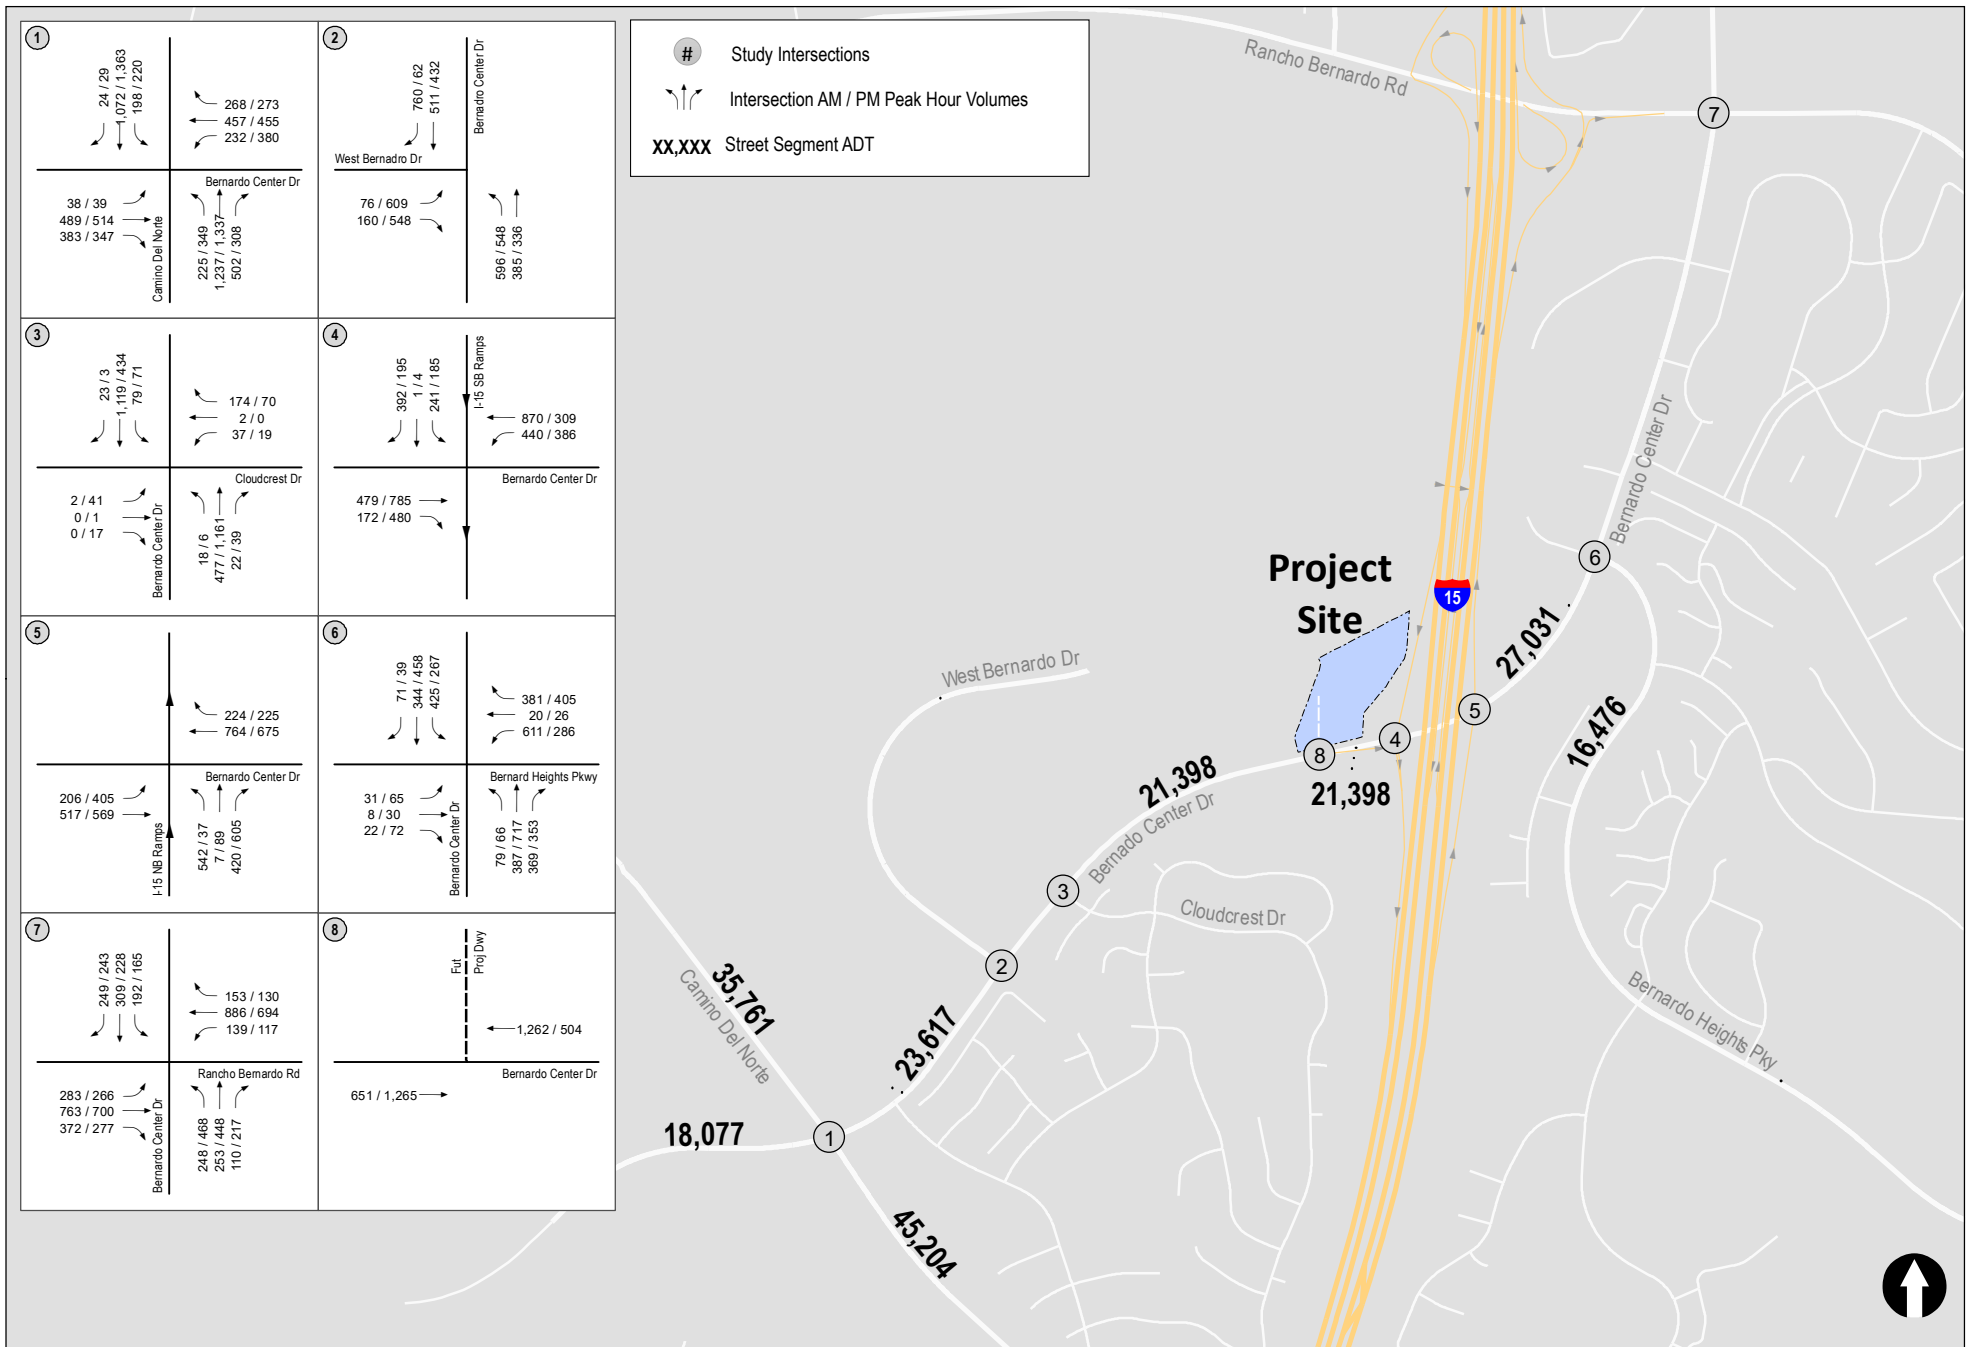 1
24 / 29
1,072 / 1,363
198 / 220
268 / 273
457 / 455
232 / 380
Bernardo Center Dr
38 / 39
489 / 514
383 / 347
Camino Del Norte
225 / 349
1,237 / 1,337
502 / 308
2
760 / 62
511 / 432
Bernadro Center Dr
West Bernadro Dr
76 / 609
160 / 548
596 / 548
385 / 336
3
23 / 3
1,119 / 434
79 / 71
174 / 70
2 / 0
37 / 19
Cloudcrest Dr
2 / 41
0 / 1
0 / 17
Bernardo Center Dr
18 / 6
477 / 1,161
22 / 39
4
392 / 195
1 / 4
241 / 185
I-15 SB Ramps
870 / 309
440 / 386
Bernardo Center Dr
479 / 785
172 / 480
5
224 / 225
764 / 675
Bernardo Center Dr
206 / 405
517 / 569
I-15 NB Ramps
542 / 37
7 / 89
420 / 605
6
71 / 39
344 / 458
425 / 267
381 / 405
20 / 26
611 / 286
Bernard Heights Pkwy
31 / 65
8 / 30
22 / 72
Bernardo Center Dr
79 / 66
387 / 717
369 / 353
7
249 / 243
309 / 228
192 / 165
153 / 130
886 / 694
139 / 117
Rancho Bernardo Rd
283 / 266
763 / 700
372 / 277
Bernardo Center Dr
248 / 468
253 / 448
110 / 217
8
Fut
Proj Dwy
1,262 / 504
Bernardo Center Dr
651 / 1,265
# Study Intersections
Intersection AM / PM Peak Hour Volumes
XX,XXX Street Segment ADT
Rancho Bernardo Rd
7
Bernardo Center Dr
6
Project
Site
15
27,031
West Bernardo Dr
5
16,476
4
8
21,398
21,398
Bernado Center Dr
3
Cloudcrest Dr
2
35,761
Camino Del Norte
23,617
Bernardo Heights Pky
18,077
1
45,204